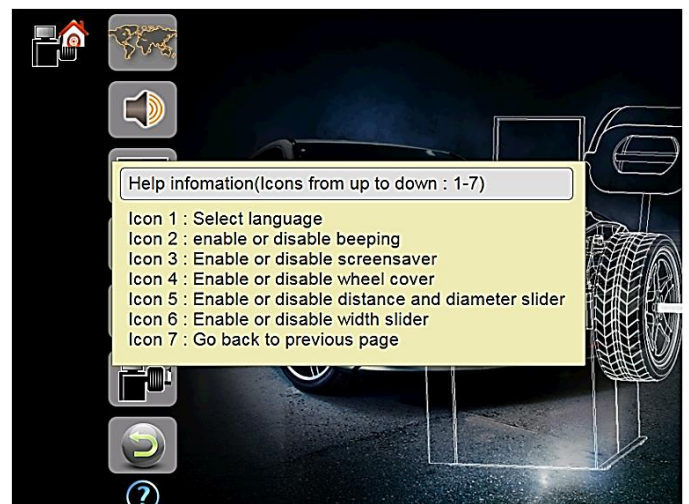 Help infomation(Icons from up to down : 1-7)
Icon 1 : Select language
Icon 2 : enable or disable beeping
Icon 3 : Enable or disable screensaver
Icon 4 : Enable or disable wheel cover
Icon 5 : Enable or disable distance and diameter slider
Icon 6 : Enable or disable width slider
Icon 7 : Go back to previous page
?